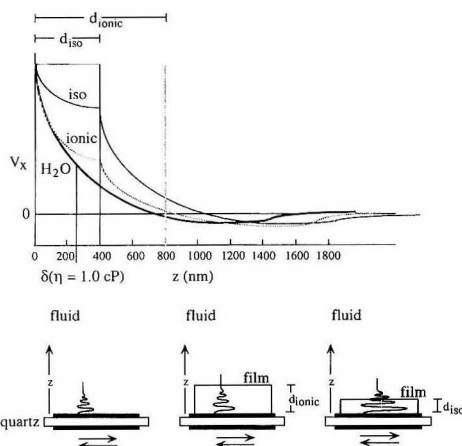 d_ionic
d_iso
iso
ionic
H₂O
V_X
0
0 200 400 600 800 1000 1200 1400 1600 1800
δ(η = 1.0 cP) z (nm)
fluid fluid fluid
z z z
film film
d_ionic d_iso
quartz